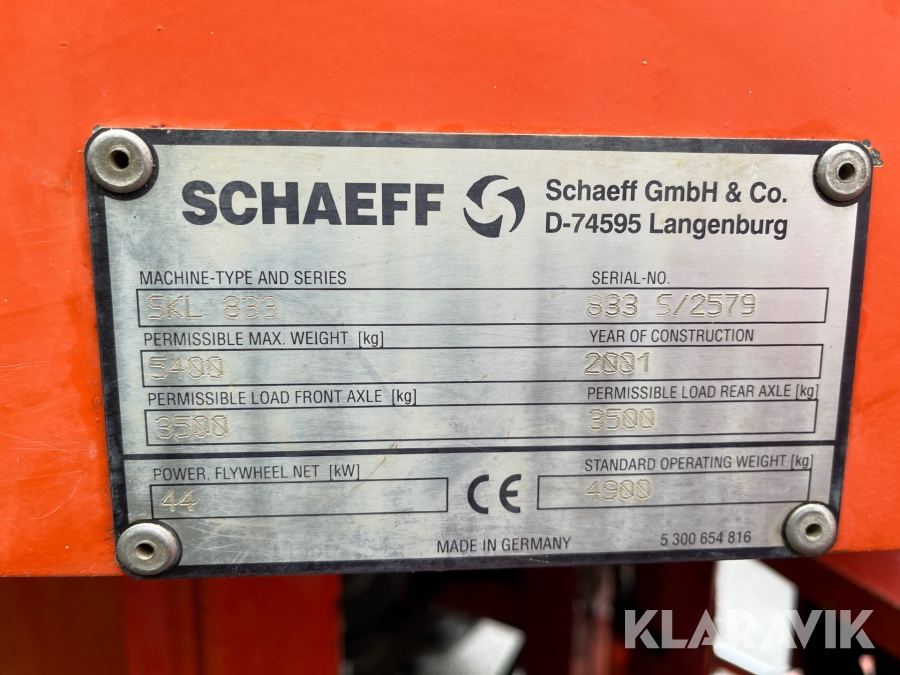 SCHAEFF
Schaeff GmbH & Co.
D-74595 Langenburg
MACHINE-TYPE AND SERIES
SERIAL-NO.
SKL 833
833 S/2579
PERMISSIBLE MAX. WEIGHT [kg]
YEAR OF CONSTRUCTION
5400
2001
PERMISSIBLE LOAD FRONT AXLE [kg]
PERMISSIBLE LOAD REAR AXLE [kg]
3500
3500
POWER, FLYWHEEL NET [kW]
STANDARD OPERATING WEIGHT [kg]
44
CE
4900
MADE IN GERMANY
5 300 654 816
KLARAVIK